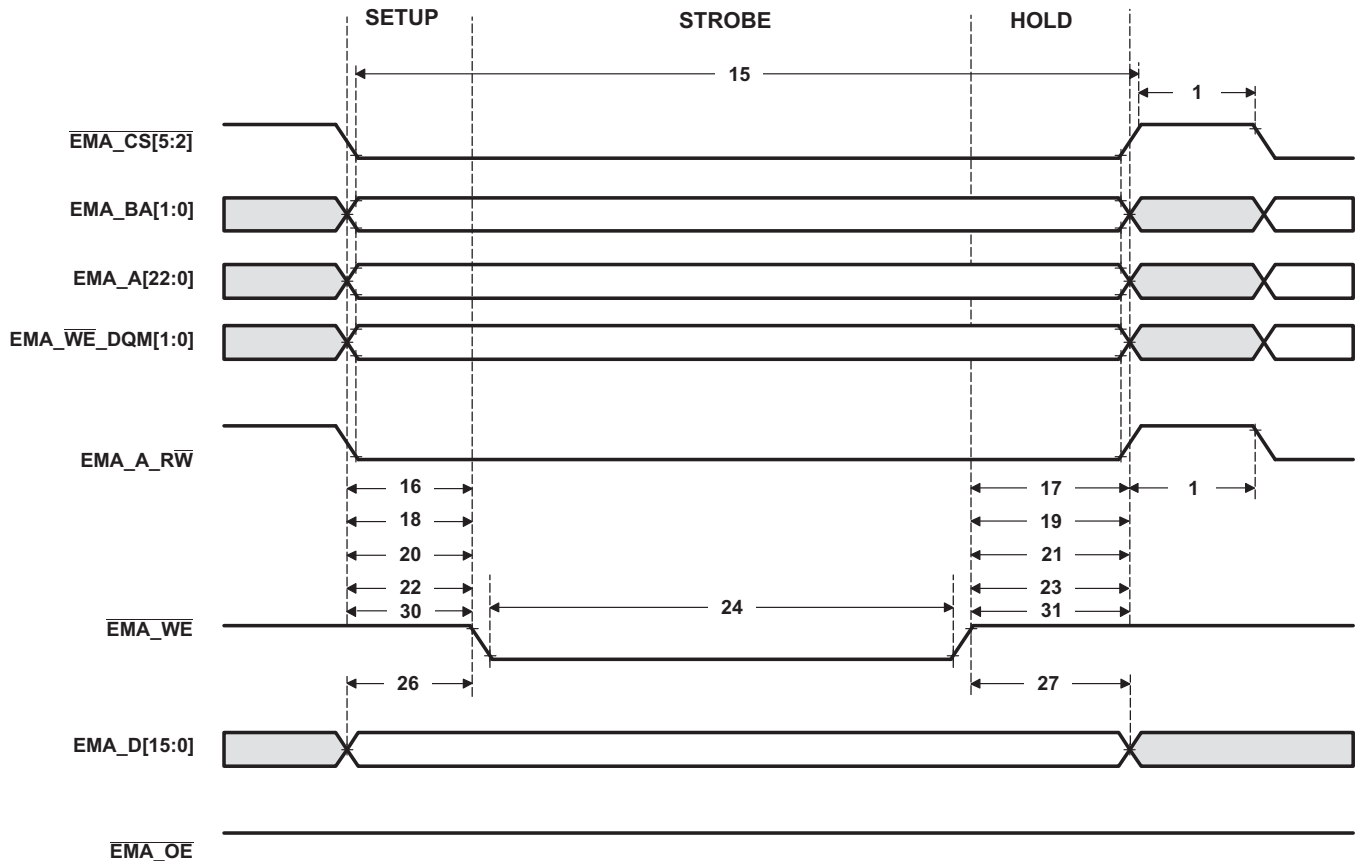 SETUP STROBE HOLD
15
1
EMA_CS[5:2]
EMA_BA[1:0]
EMA_A[22:0]
EMA_WE_DQM[1:0]
EMA_A_RW
16 17 1
18 19
20 21
22 23
24
30 31
EMA_WE
26 27
EMA_D[15:0]
EMA_OE